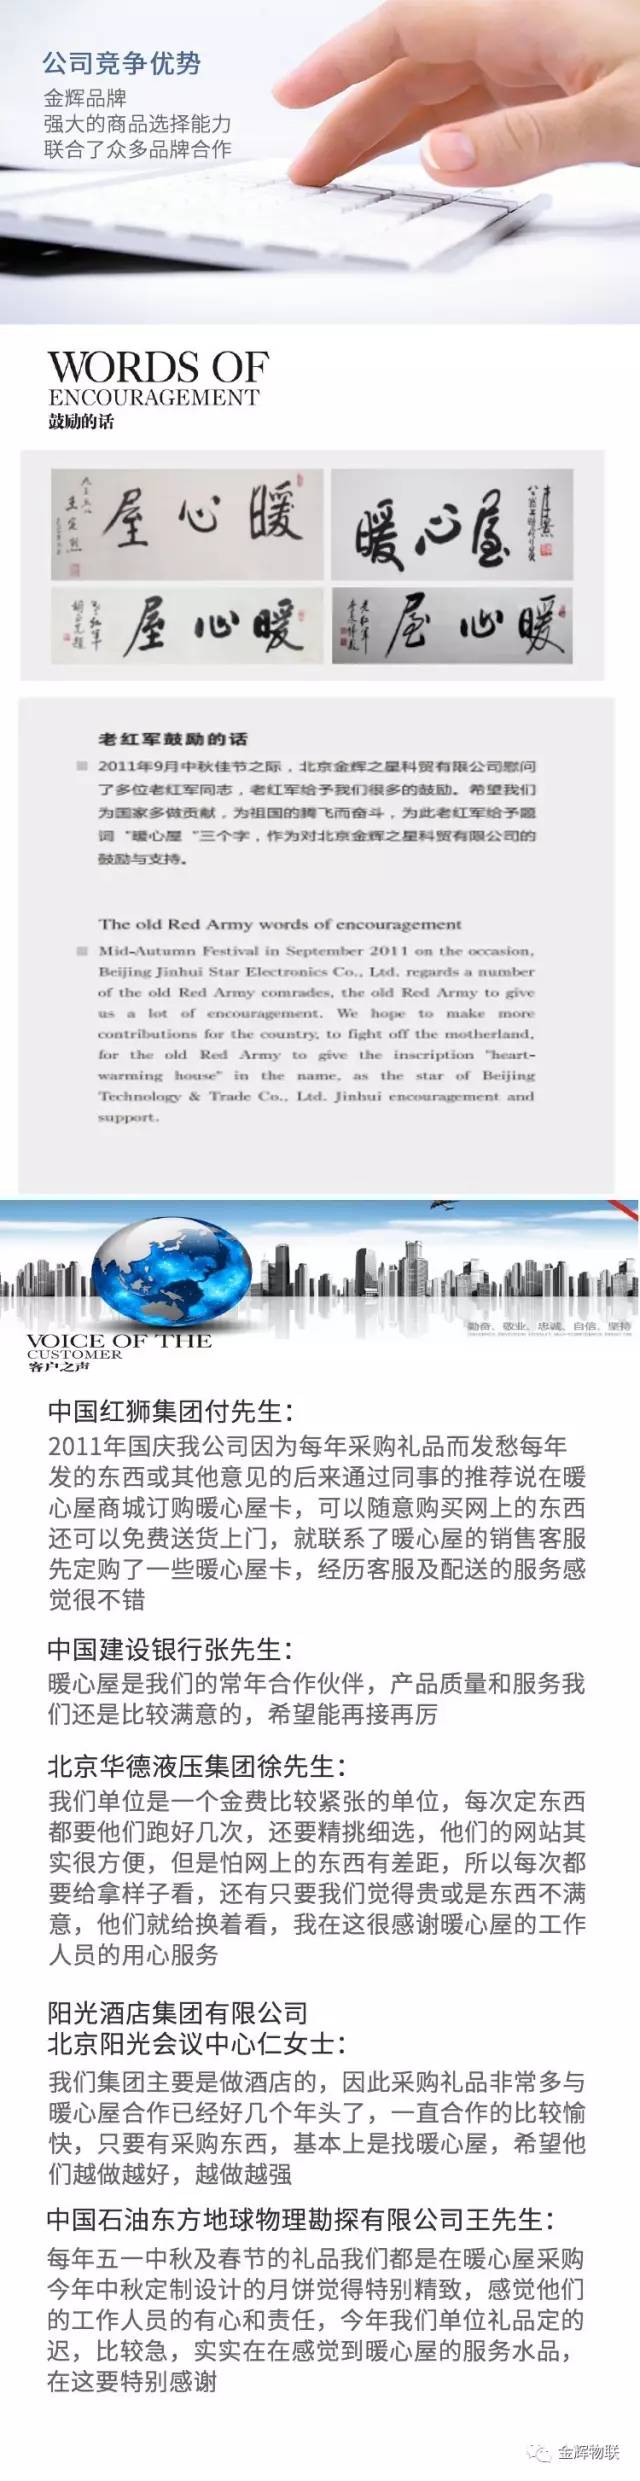 公司竞争优势
金辉品牌
强大的商品选择能力
联合了众多品牌合作
WORDS OF
ENCOURAGEMENT
鼓励的话
屋心暖
暖心屋
屋心暖
屋心暖
老红军鼓励的话
2011年9月中秋佳节之际，北京金辉之星科贸有限公司慰问
了多位老红军同志，老红军给予我们很多的鼓励。希望我们
为国家多做贡献，为祖国的腾飞而奋斗，为此老红军给予题
词“暖心屋“三个字，作为对北京金辉之星科贸有限公司的
鼓励与支持。
The old Red Army words of encouragement
Mid-Autumn Festival in September 2011 on the occasion,
Beijing Jinhui Star Electronics Co., Ltd. regards a number
of the old Red Army comrades, the old Red Army to give
us a lot of encouragement. We hope to make more
contributions for the country, to fight off the motherland,
for the old Red Army to give the inscription "heart-
warming house" in the name, as the star of Beijing
Technology & Trade Co., Ltd. Jinhui encouragement and
support.
勤奋、敬业、忠诚、自信、坚持
VOICE OF THE
CUSTOMER
客户之声
中国红狮集团付先生：
2011年国庆我公司因为每年采购礼品而发愁每年
发的东西或其他意见的后来通过同事的推荐说在暖
心屋商城订购暖心屋卡，可以随意购买网上的东西
还可以免费送货上门，就联系了暖心屋的销售客服
先定购了一些暖心屋卡，经历客服及配送的服务感
觉很不错
中国建设银行张先生：
暖心屋是我们的常年合作伙伴，产品质量和服务我
们还是比较满意的，希望能再接再厉
北京华德液压集团徐先生：
我们单位是一个金费比较紧张的单位，每次定东西
都要他们跑好几次，还要精挑细选，他们的网站其
实很方便，但是怕网上的东西有差距，所以每次都
要给拿样子看，还有只要我们觉得贵或是东西不满
意，他们就给换着看，我在这很感谢暖心屋的工作
人员的用心服务
阳光酒店集团有限公司
北京阳光会议中心仁女士：
我们集团主要是做酒店的，因此采购礼品非常多与
暖心屋合作已经好几个年头了，一直合作的比较愉
快，只要有采购东西，基本上是找暖心屋，希望他
们越做越好，越做越强
中国石油东方地球物理勘探有限公司王先生：
每年五一中秋及春节的礼品我们都是在暖心屋采购
今年中秋定制设计的月饼觉得特别精致，感觉他们
的工作人员的有心和责任，今年我们单位礼品定的
迟，比较急，实实在在感觉到暖心屋的服务水品，
在这要特别感谢
金辉物联